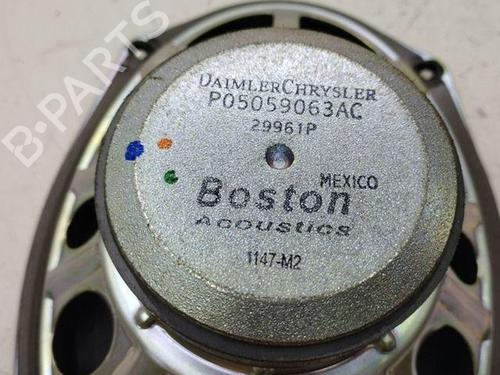 DAIMLERCHRYSLER
P05059063AC
29961P
MEXICO
Boston
Acoustics
1147-M2
B-PARTS